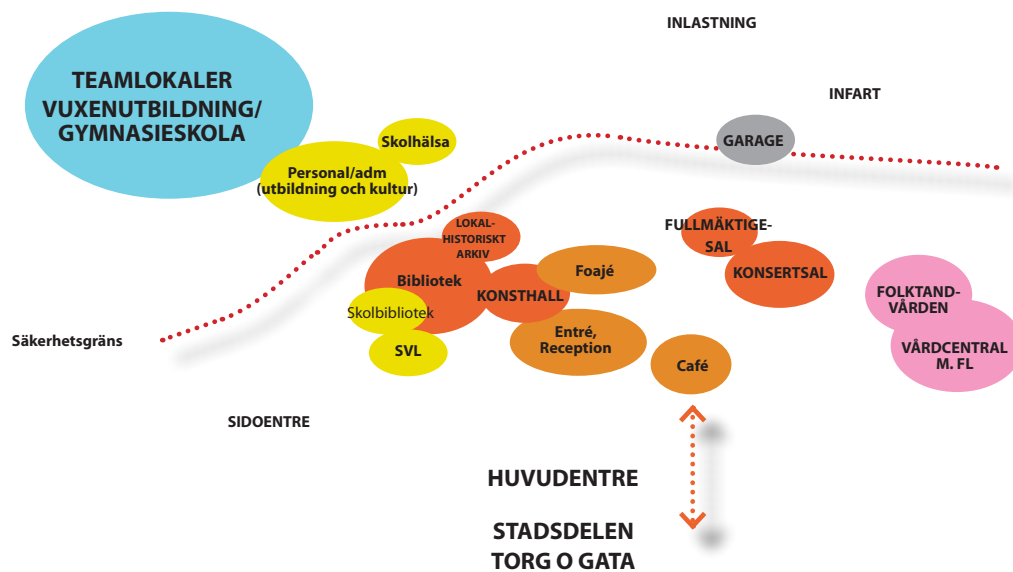 INLASTNING
TEAMLOKALER
VUXENUTBILDNING/
GYMNASIESKOLA
INFART
Skolhälsa
GARAGE
Personal/adm
(utbildning och kultur)
LOKAL-
HISTORISKT
ARKIV
FULLMÄKTIGE-
SAL
Bibliotek
KONSTHALL
Foajé
KONSERTSAL
FOLKTAND-
VÅRDEN
Skolbibliotek
Säkerhetsgräns
SVL
Entré,
Reception
Café
VÅRDCENTRAL
M. FL
SIDOENTRE
HUVUDENTRE
STADSDELEN
TORG O GATA